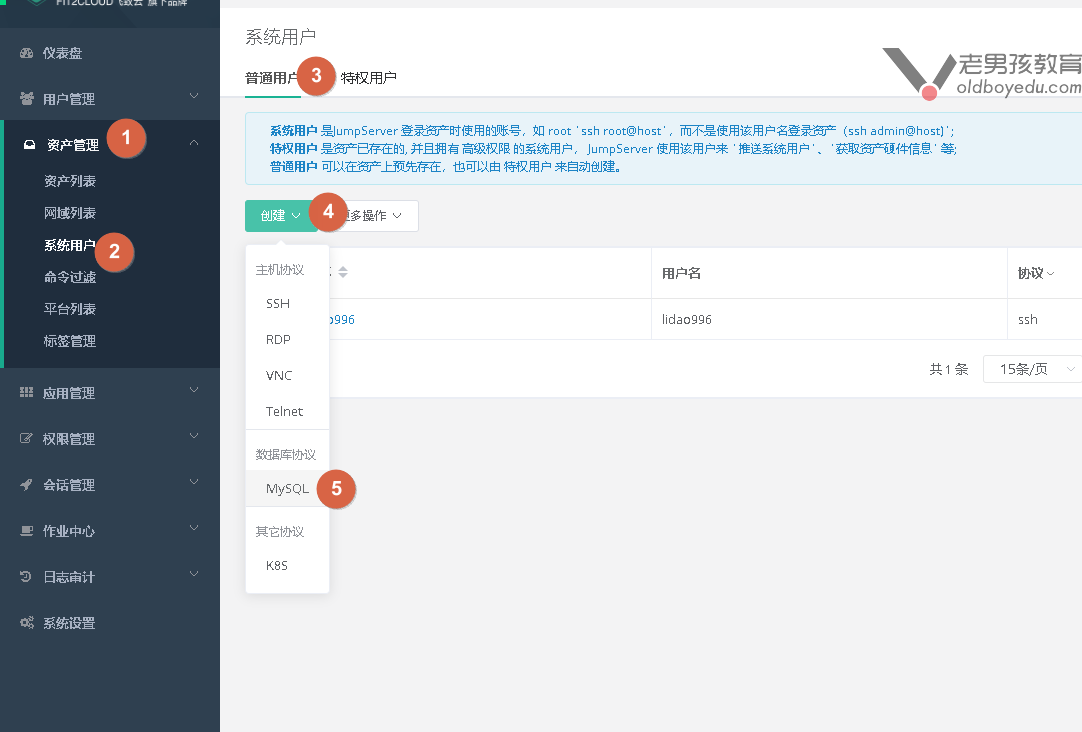 FIT2CLOUD 飞致云 旗下品牌
仪表盘
用户管理
资产管理
1
资产列表
网域列表
系统用户
2
命令过滤
平台列表
标签管理
应用管理
权限管理
会话管理
作业中心
日志审计
系统设置
系统用户
普通用户
3
特权用户
老男孩教育
oldboyedu.com
系统用户 是JumpServer 登录资产时使用的账号，如 root `ssh root@host`，而不是使用该用户名登录资产（ssh admin@host)`;
特权用户 是资产已存在的, 并且拥有 高级权限 的系统用户， JumpServer 使用该用户来 `推送系统用户`、`获取资产硬件信息` 等;
普通用户 可以在资产上预先存在，也可以由 特权用户 来自动创建。
创建
4
多操作
用户名
协议
o996
lidao996
ssh
共 1 条
15条/页
主机协议
SSH
RDP
VNC
Telnet
数据库协议
MySQL
5
其它协议
K8S